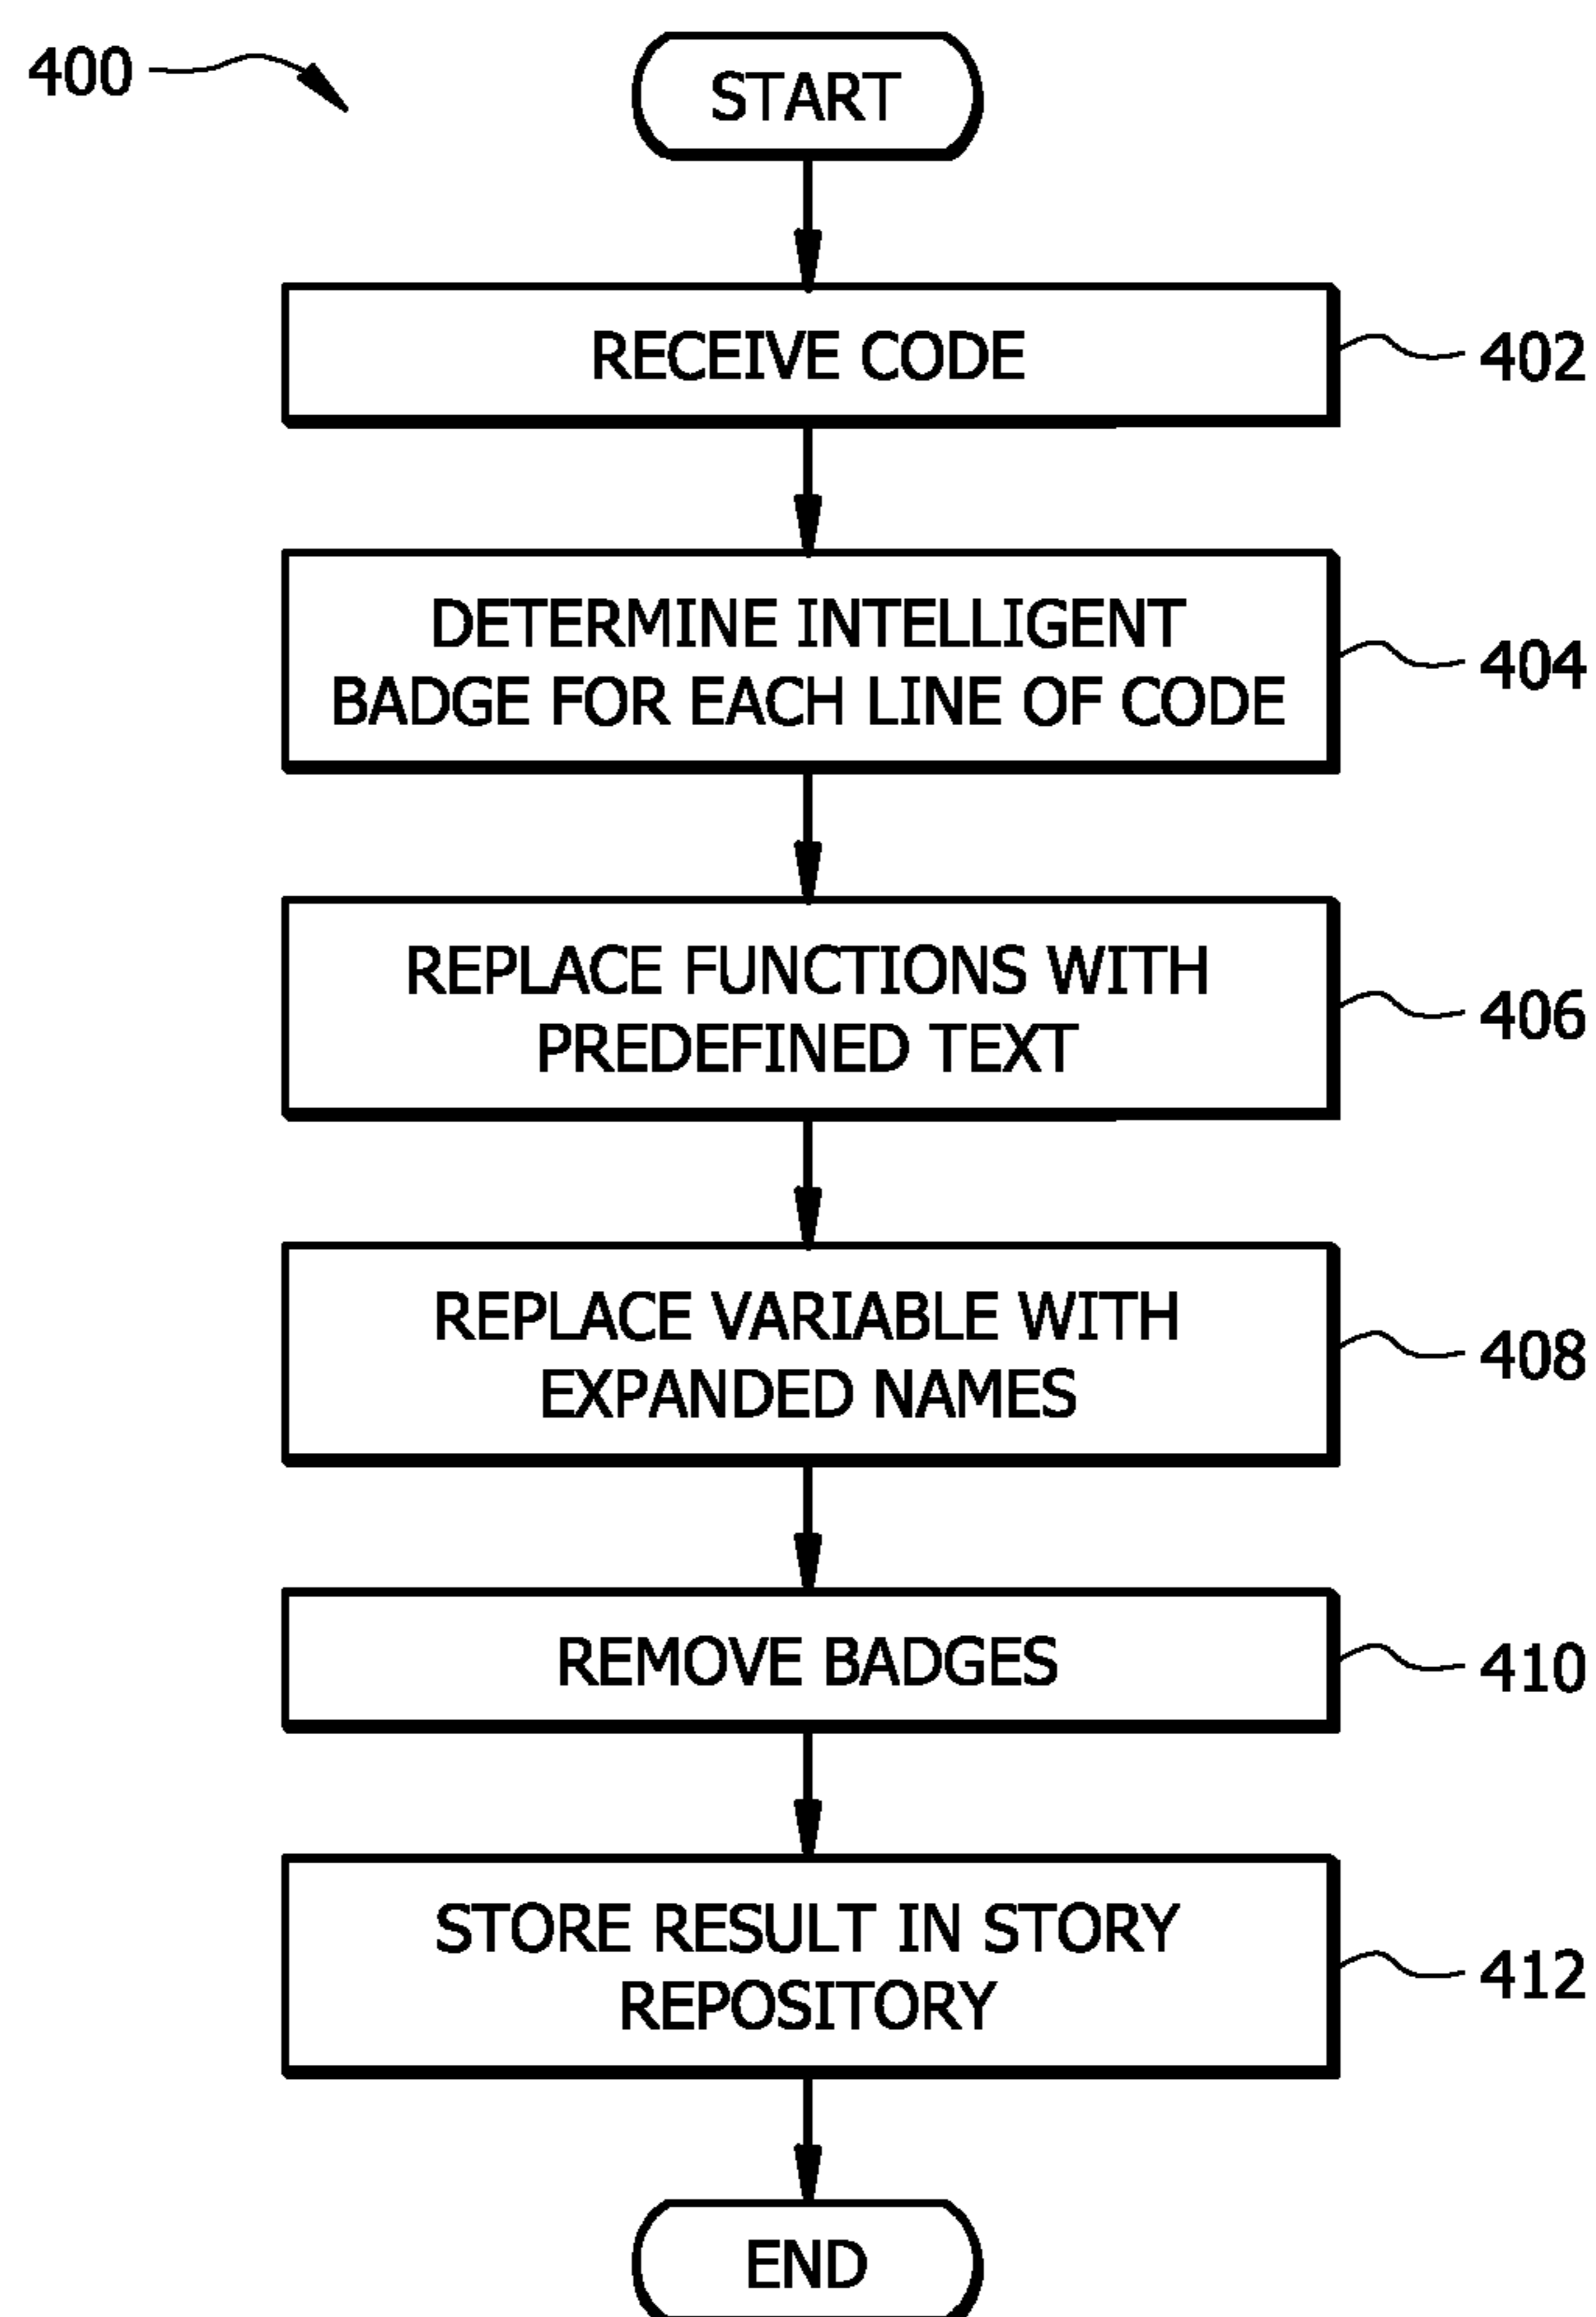 400
START
RECEIVE CODE
402
DETERMINE INTELLIGENT
BADGE FOR EACH LINE OF CODE
404
REPLACE FUNCTIONS WITH
PREDEFINED TEXT
406
REPLACE VARIABLE WITH
EXPANDED NAMES
408
REMOVE BADGES
410
STORE RESULT IN STORY
REPOSITORY
412
END